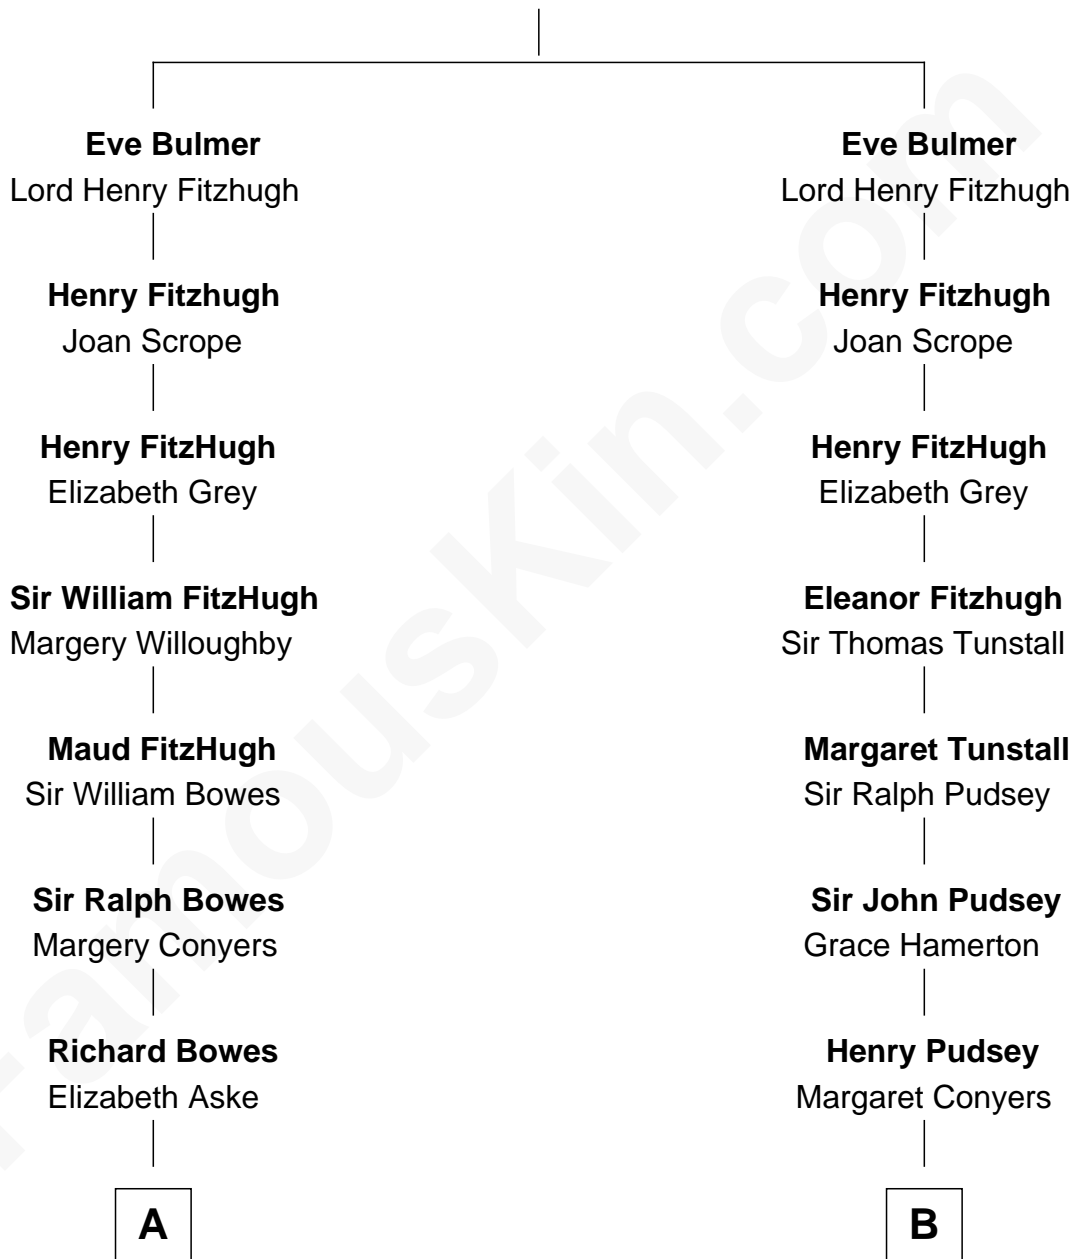 Eve Bulmer
Lord Henry Fitzhugh
Henry Fitzhugh
Joan Scrope
Henry FitzHugh
Elizabeth Grey
Sir William FitzHugh
Margery Willoughby
Maud FitzHugh
Sir William Bowes
Sir Ralph Bowes
Margery Conyers
Richard Bowes
Elizabeth Aske
A
Eve Bulmer
Lord Henry Fitzhugh
Henry Fitzhugh
Joan Scrope
Henry FitzHugh
Elizabeth Grey
Eleanor Fitzhugh
Sir Thomas Tunstall
Margaret Tunstall
Sir Ralph Pudsey
Sir John Pudsey
Grace Hamerton
Henry Pudsey
Margaret Conyers
B
FamousKin.com